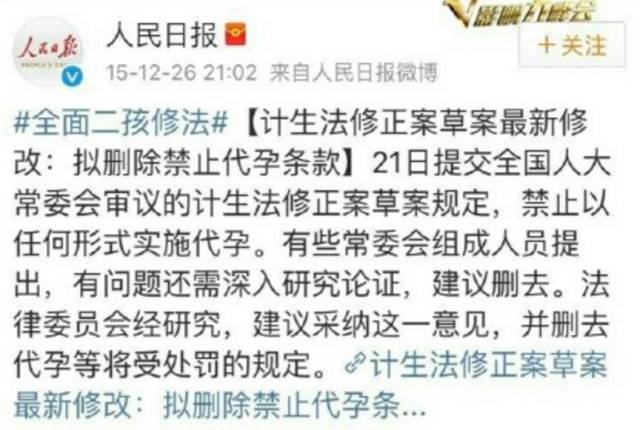 影响在盛会
人民日报
人民日报
PEOPLE'S DAILY
+关注
15-12-26 21:02 来自人民日报微博
#全面二孩修法#【计生法修正案草案最新修
改：拟删除禁止代孕条款】21日提交全国人大
常委会审议的计生法修正案草案规定，禁止以
任何形式实施代孕。有些常委会组成人员提
出，有问题还需深入研究论证，建议删去。法
律委员会经研究，建议采纳这一意见，并删去
代孕等将受处罚的规定。计生法修正案草案
最新修改：拟删除禁止代孕条...